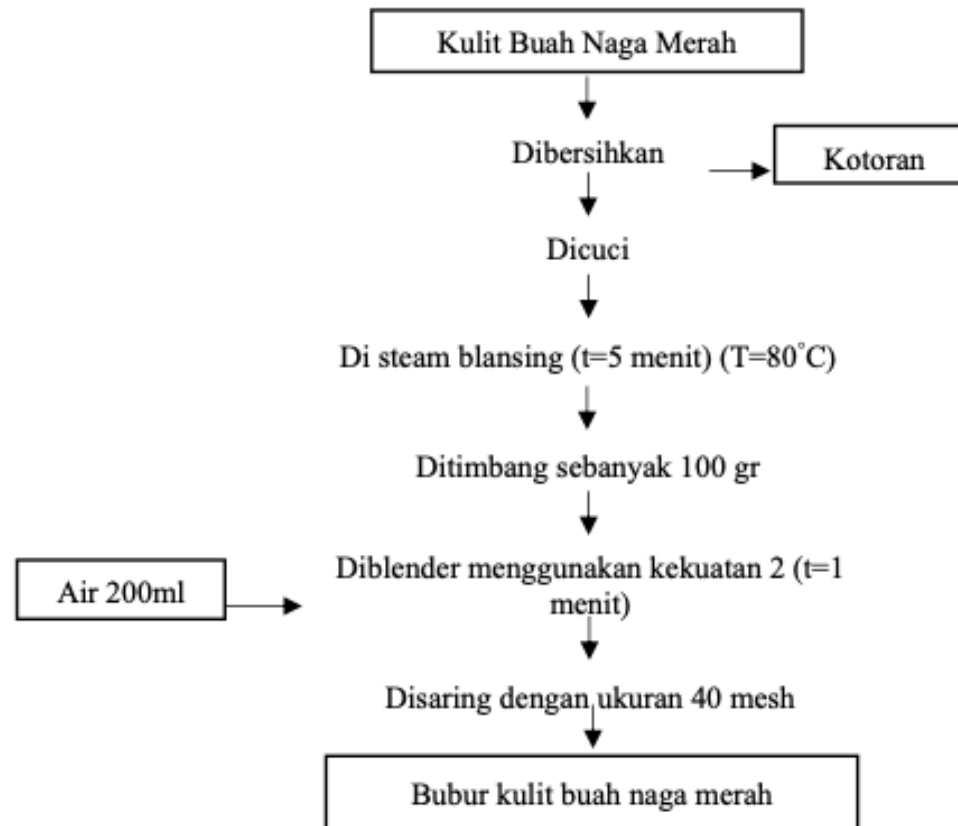 Kulit Buah Naga Merah
Dibersihkan
Kotoran
Dicuci
Di steam blansing (t=5 menit) (T=80°C)
Ditimbang sebanyak 100 gr
Air 200ml
Diblender menggunakan kekuatan 2 (t=1
menit)
Disaring dengan ukuran 40 mesh
Bubur kulit buah naga merah